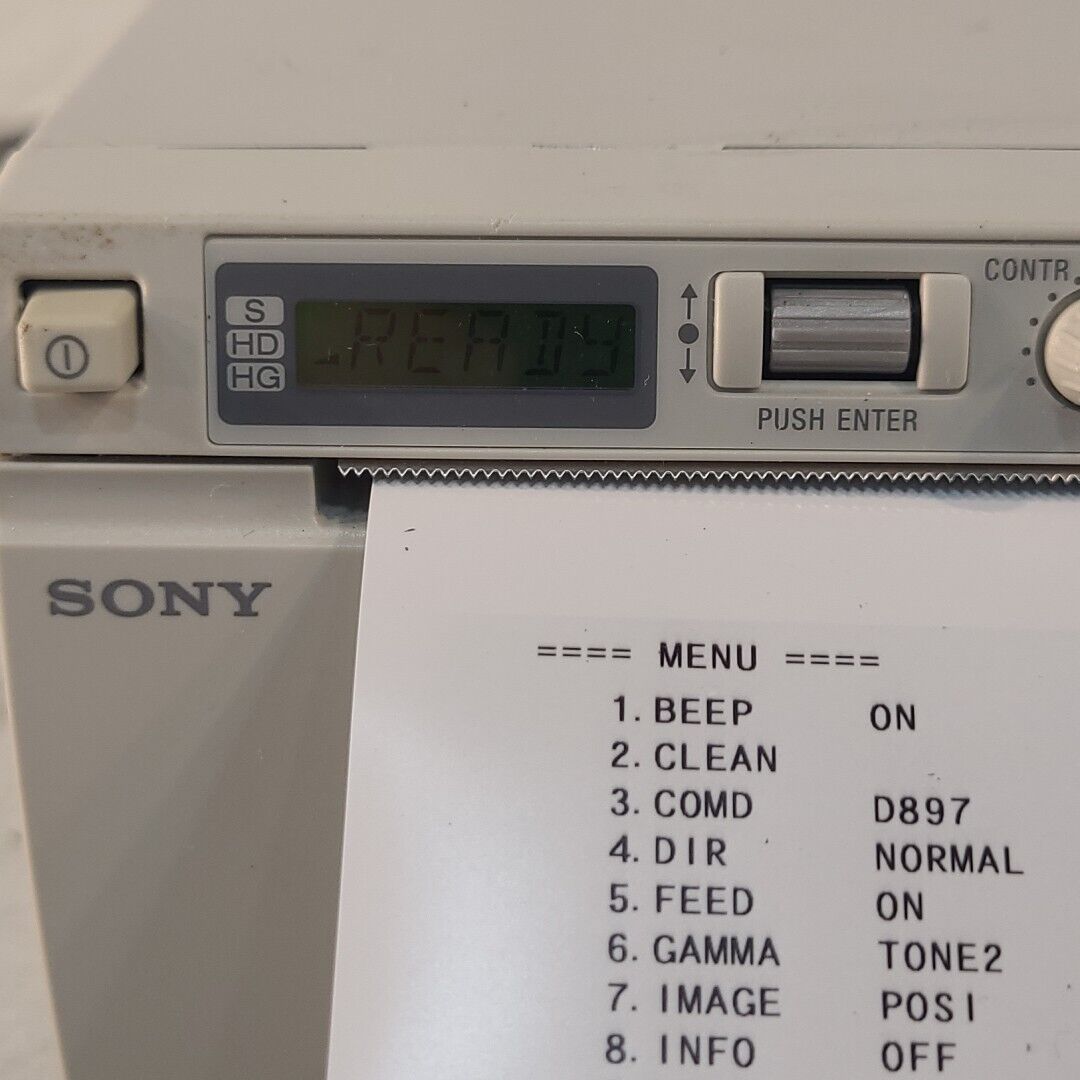 CONTR
S
HD
HG
READY
PUSH ENTER
SONY
==== MENU ====
1. BEEP ON
2. CLEAN
3. COMD D897
4. DIR NORMAL
5. FEED ON
6. GAMMA TONE2
7. IMAGE POSI
8. INFO OFF